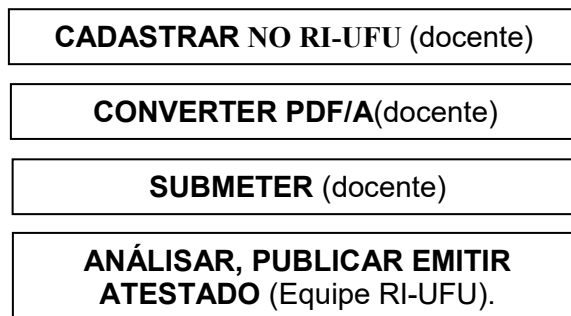 CADASTRAR NO RI-UFU (docente)
CONVERTER PDF/A(docente)
SUBMETER (docente)
ANÁLISAR, PUBLICAR EMITIR
ATESTADO (Equipe RI-UFU).